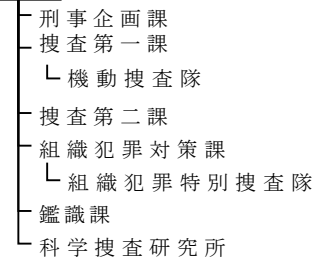 刑事企画課
捜査第一課
機動捜査隊
捜査第二課
組織犯罪対策課
組織犯罪特別捜査隊
鑑識課
科学捜査研究所